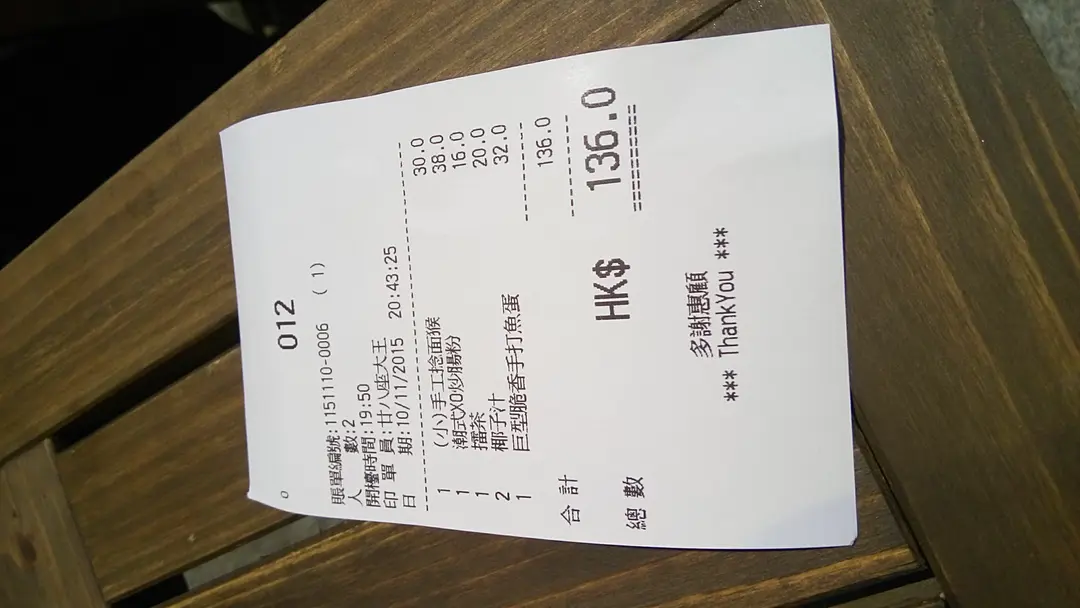 012
賬單編號:1151110-0006 ( 1)
人 數:2
開檯時間:19:50
印 單 員:廿八座大王
日 期:10/11/2015 20:43:25
1 (小)手工捻面猴 30.0
1 潮式XO炒腸粉 38.0
1 擂茶 16.0
2 椰子汁 20.0
1 巨型脆香手打魚蛋 32.0
合 計 136.0
總 數 HK$ 136.0
多謝惠顧
*** ThankYou ***